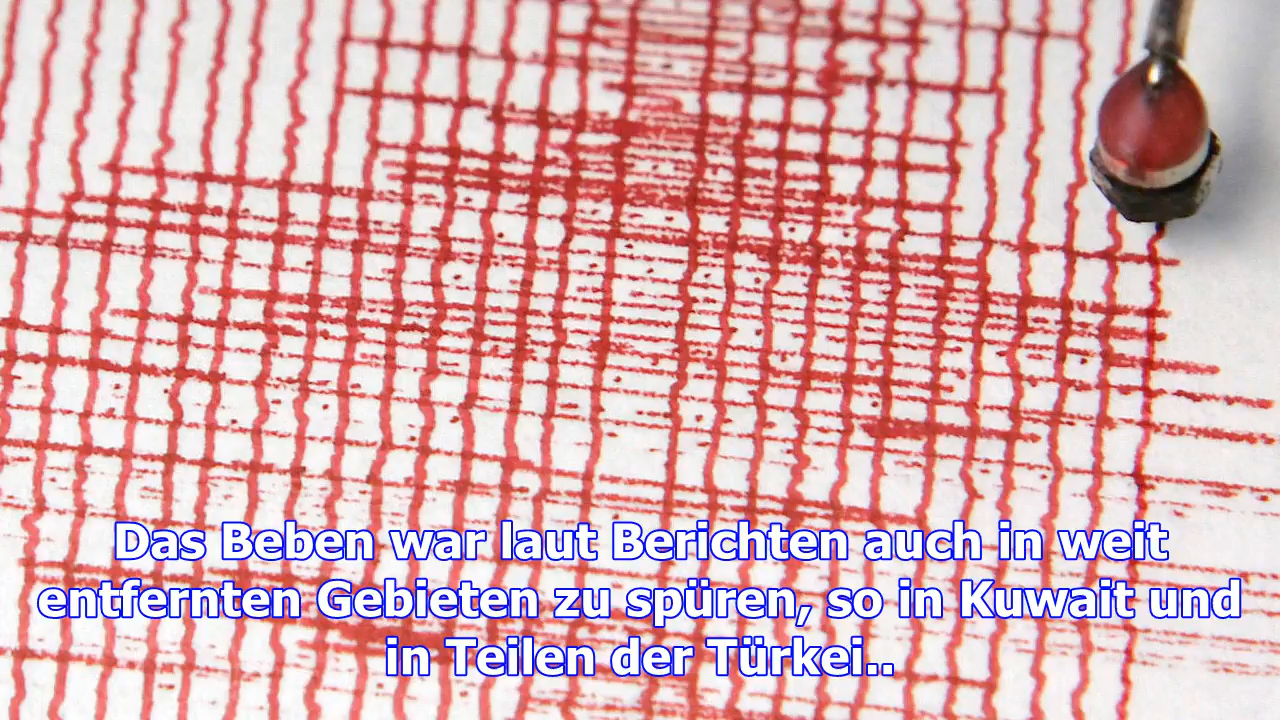 Das Beben war laut Berichten auch in weit
entfernten Gebieten zu spüren, so in Kuwait und
in Teilen der Türkei..